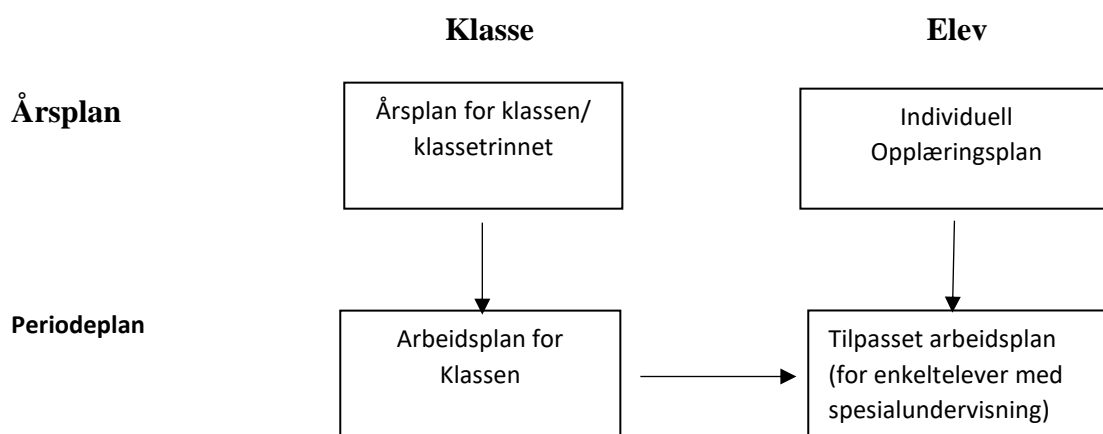 Klasse
Elev
Årsplan
Årsplan for klassen/
klassetrinnet
Individuell
Opplæringsplan
Periodeplan
Arbeidsplan for
Klassen
Tilpasset arbeidsplan
(for enkeltelever med
spesialundervisning)